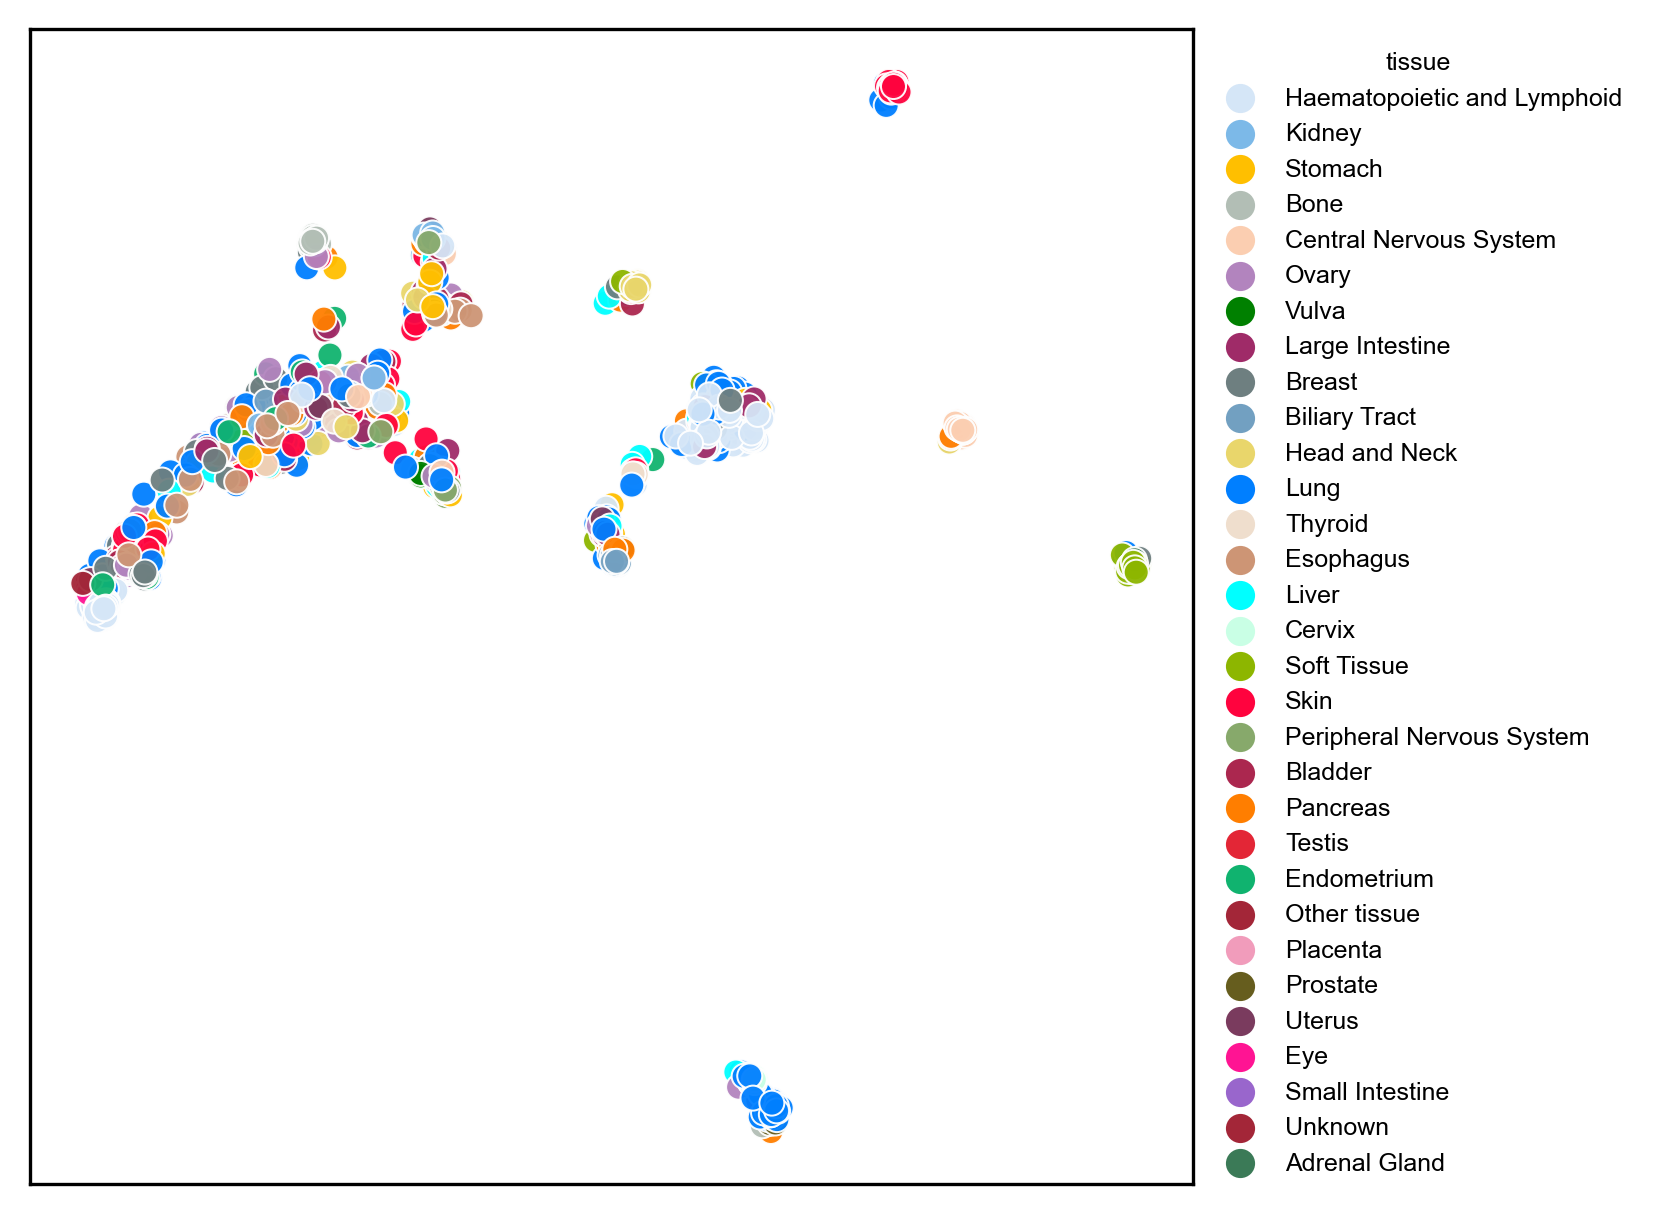 tissue
Haematopoietic and Lymphoid
Kidney
Stomach
Bone
Central Nervous System
Ovary
Vulva
Large Intestine
Breast
Biliary Tract
Head and Neck
Lung
Thyroid
Esophagus
Liver
Cervix
Soft Tissue
Skin
Peripheral Nervous System
Bladder
Pancreas
Testis
Endometrium
Other tissue
Placenta
Prostate
Uterus
Eye
Small Intestine
Unknown
Adrenal Gland